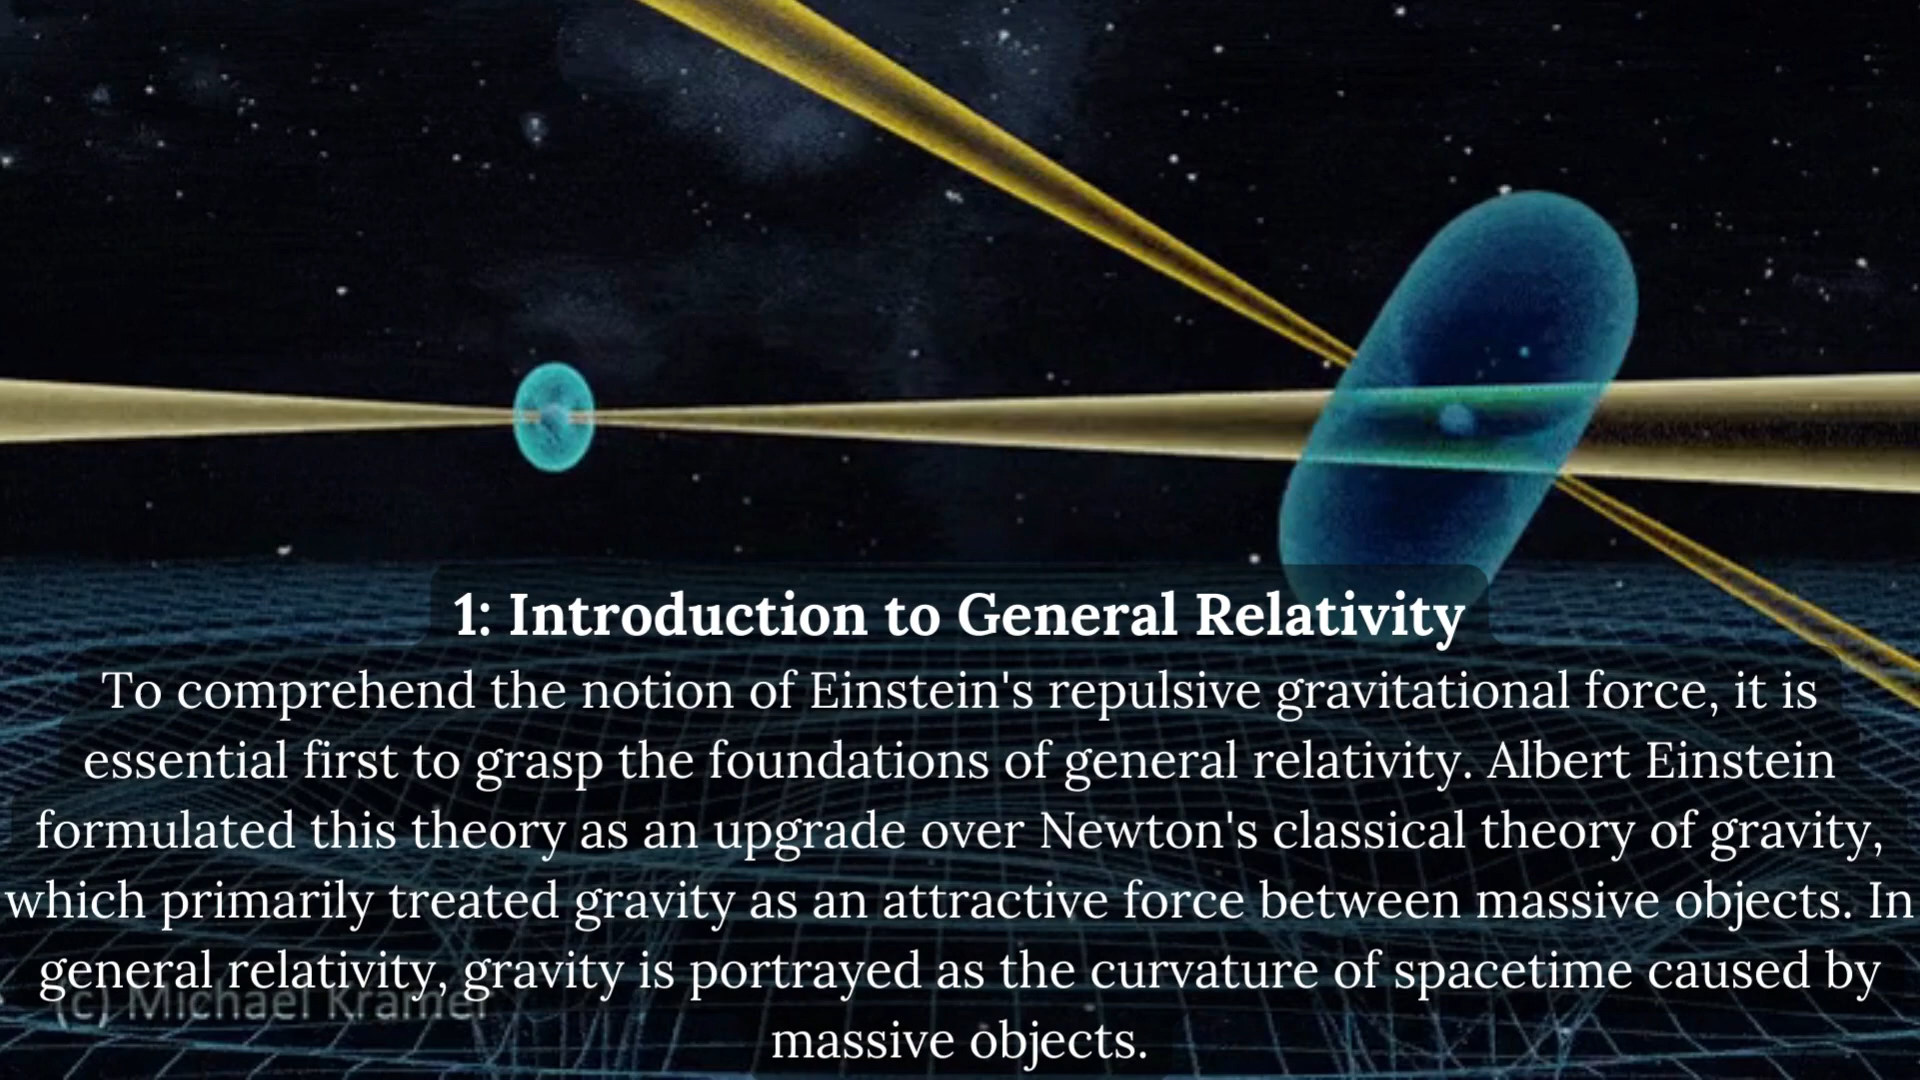 1: Introduction to General Relativity
To comprehend the notion of Einstein's repulsive gravitational force, it is
essential first to grasp the foundations of general relativity. Albert Einstein
formulated this theory as an upgrade over Newton's classical theory of gravity,
which primarily treated gravity as an attractive force between massive objects. In
general relativity, gravity is portrayed as the curvature of spacetime caused by
(c) Michael Kramer
massive objects.